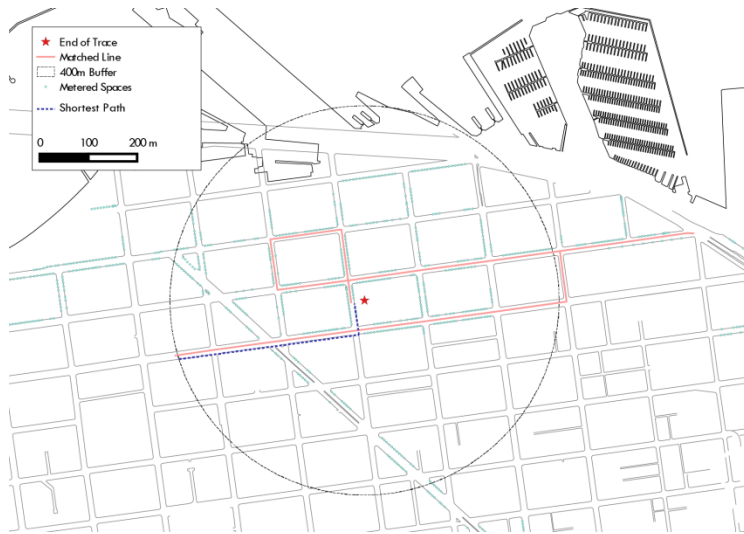 End of Trace
Matched Line
400m Buffer
Metered Spaces
Shortest Path
0 100 200 m